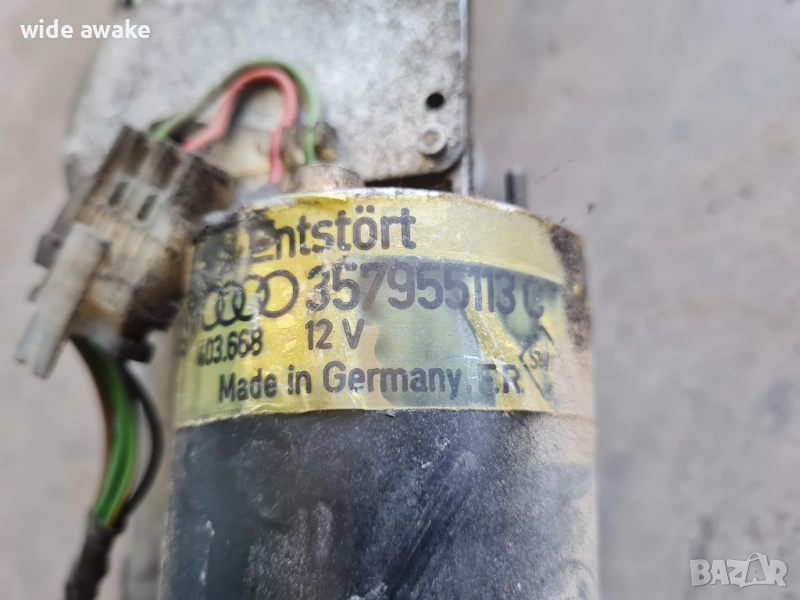 wide awake
Entstört
357955113 C
403.668 12 V
Made in Germany F.R
BAZAR